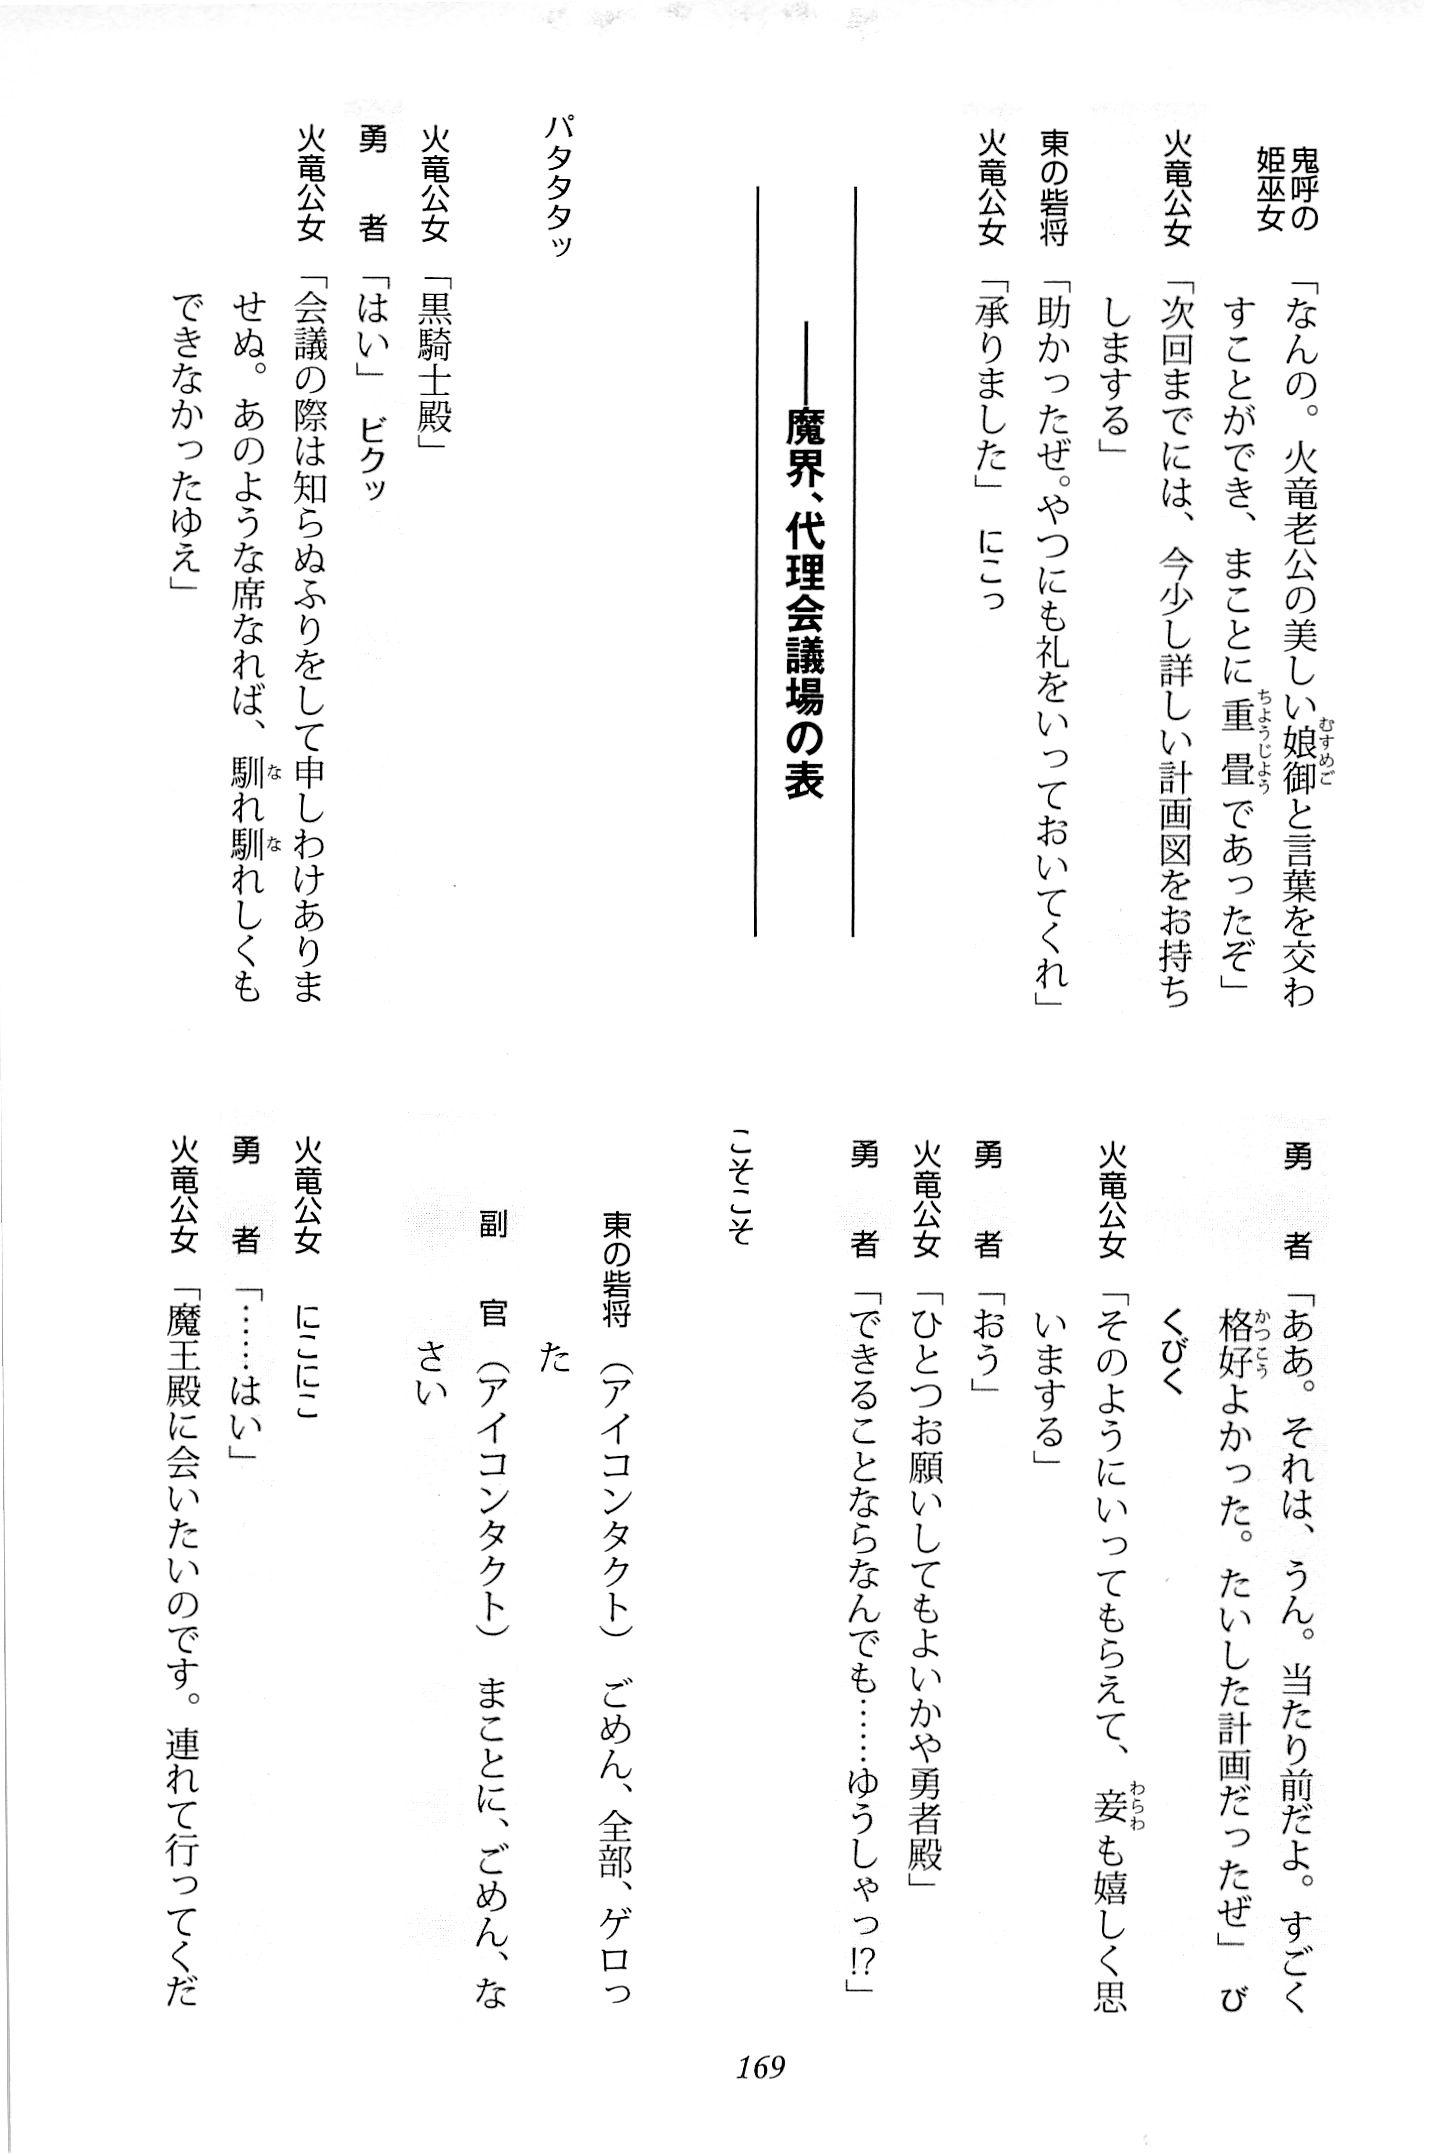 鬼呼の姫巫女「なんの。火竜老公の美しい娘御と言葉を交わ
すことができ、まことに重畳であったぞ」
火竜公女「次回までには、今少し詳しい計画図をお持ち
しまする」
東の砦将「助かったぜ。やつにも礼をいっておいてくれ」
火竜公女「承りました」 にこっ
――魔界、代理会議場の表
パタタタッ
火竜公女「黒騎士殿」
勇者「はい」 ビクッ
火竜公女「会議の際は知らぬふりをして申しわけありま
せぬ。あのような席なれば、馴れ馴れしくも
できなかったゆえ」
勇者「ああ。それは、うん。当たり前だよ。すごく
格好よかった。たいした計画だったぜ」 び
くびく
火竜公女「そのようにいってもらえて、妾も嬉しく思
いまする」
勇者「おう」
火竜公女「ひとつお願いしてもよいかや勇者殿」
勇者「できることならなんでも……ゆうしゃっ!?」
こそこそ
東の砦将（アイコンタクト） ごめん、全部、ゲロっ
た
副官（アイコンタクト） まことに、ごめん、な
さい
火竜公女 にこにこ
勇者「……はい」
火竜公女「魔王殿に会いたいのです。連れて行ってくだ
169